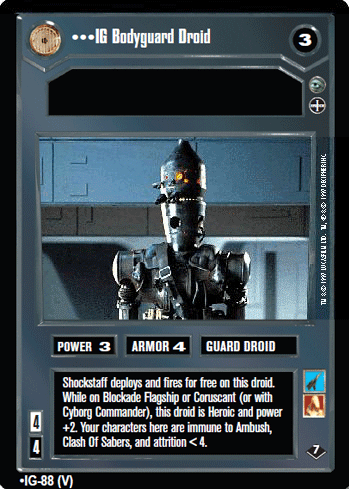 •••IG Bodyguard Droid
3
POWER 3
ARMOR 4
GUARD DROID
Shockstaff deploys and fires for free on this droid.
While on Blockade Flagship or Coruscant (or with
Cyborg Commander), this droid is Heroic and power
+2. Your characters here are immune to Ambush,
Clash Of Sabers, and attrition < 4.
4
4
7
•IG-88 (V)